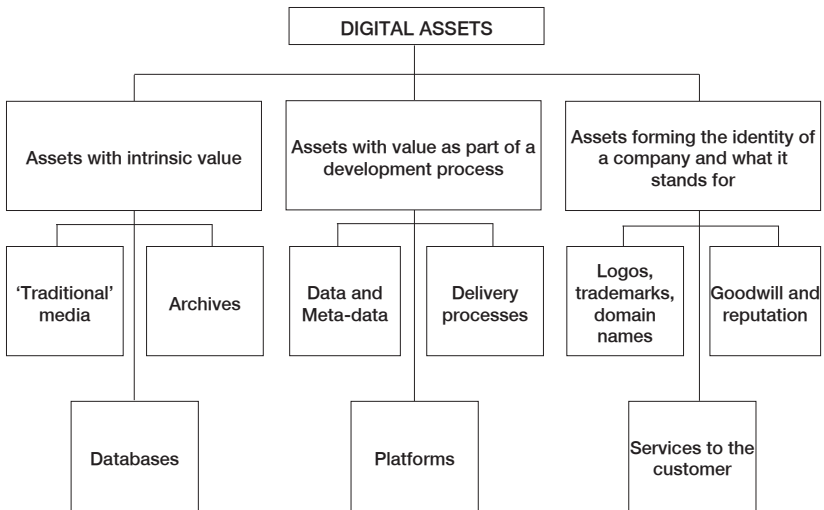 DIGITAL ASSETS
Assets with intrinsic value
Assets with value as part of a
development process
Assets forming the identity of
a company and what it
stands for
‘Traditional’
media
Archives
Data and
Meta-data
Delivery
processes
Logos,
trademarks,
domain
names
Goodwill and
reputation
Databases
Platforms
Services to the
customer